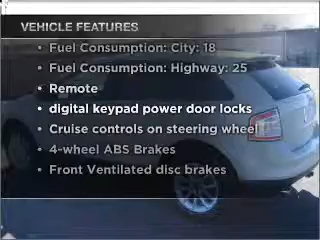 VEHICLE FEATURES
• Fuel Consumption: City: 18
• Fuel Consumption: Highway: 25
• Remote
• digital keypad power door locks
• Cruise controls on steering wheel
• 4-wheel ABS Brakes
• Front Ventilated disc brakes